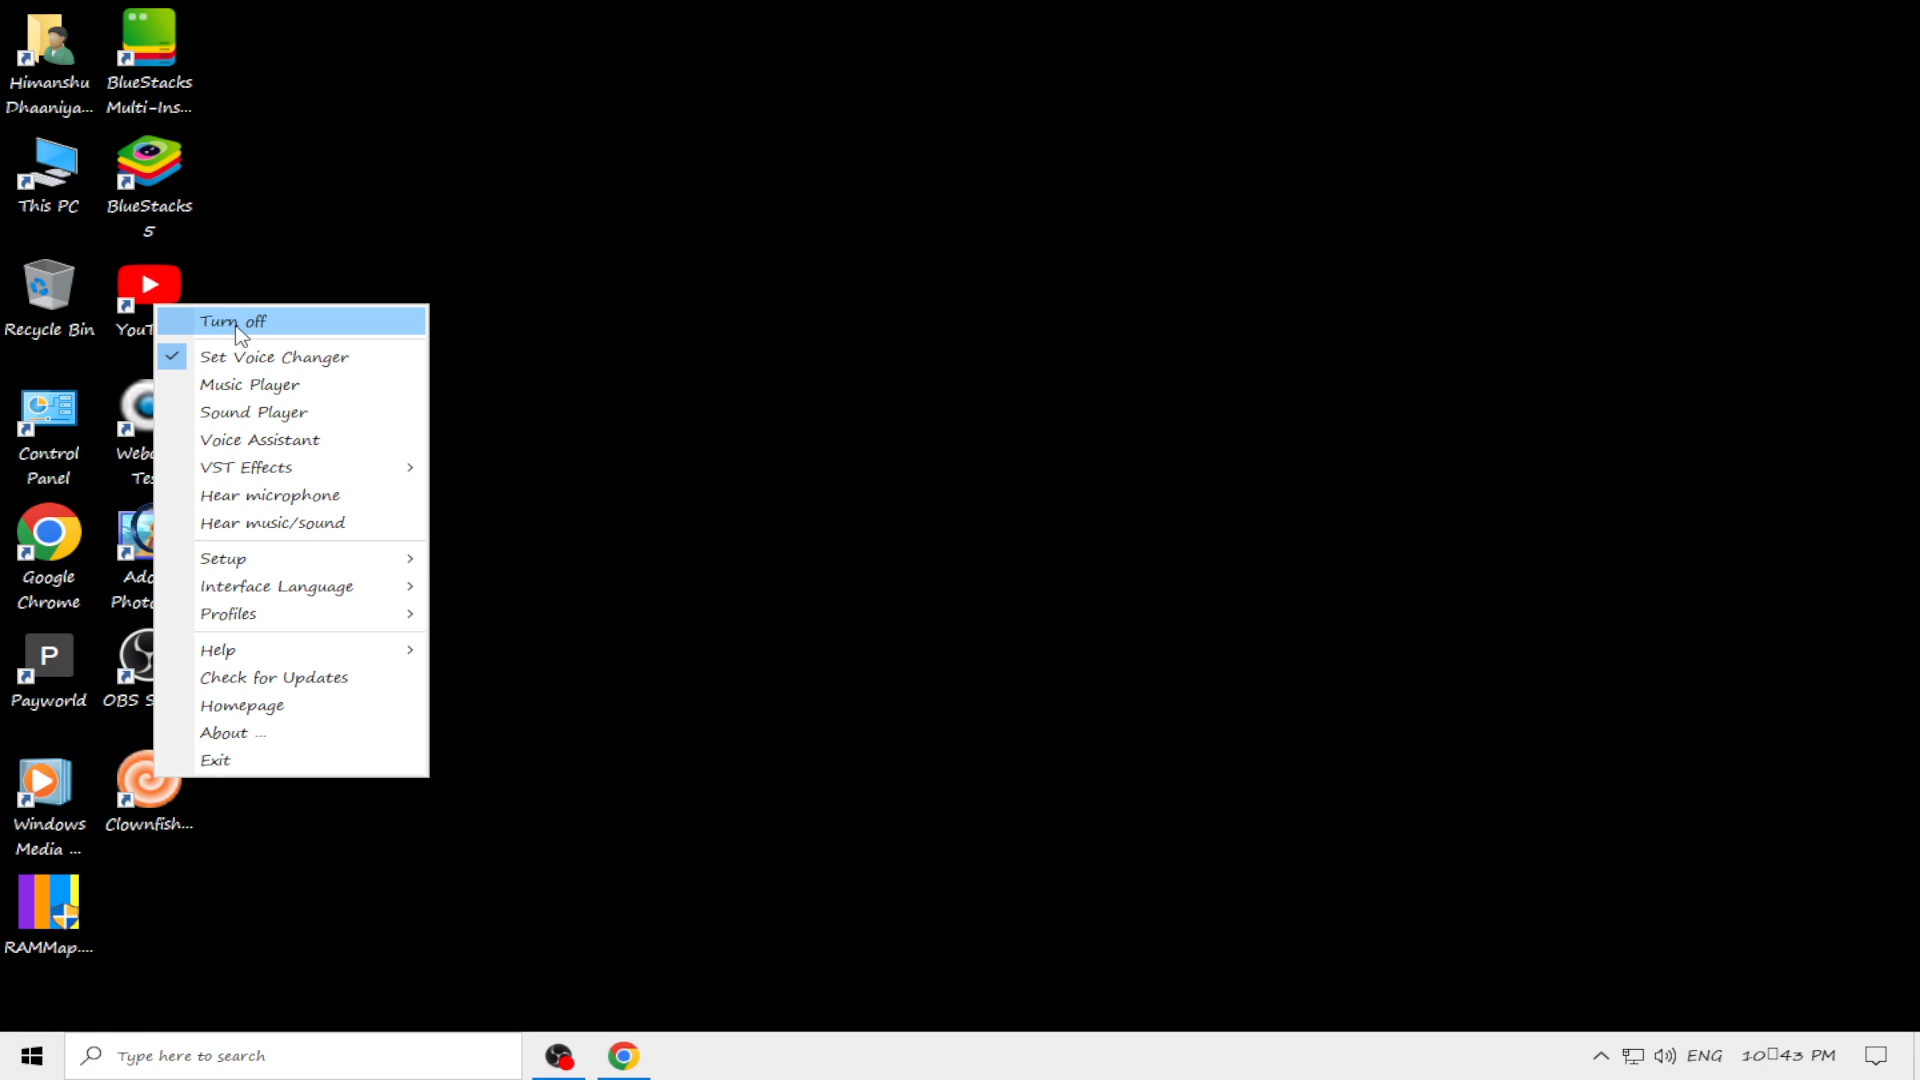 Himanshu
Dhaaniya...
BlueStacks
Multi-Ins...
This PC
BlueStacks
5
Recycle Bin
YouT
Control
Panel
Webc
Tes
Google
Chrome
Ado
Photo
P
Payworld
OBS S
Windows
Media ...
Clownfish...
RAMMap....
Turn off
Set Voice Changer
Music Player
Sound Player
Voice Assistant
VST Effects
Hear microphone
Hear music/sound
Setup
Interface Language
Profiles
Help
Check for Updates
Homepage
About ...
Exit
Type here to search
ENG
10▯43 PM